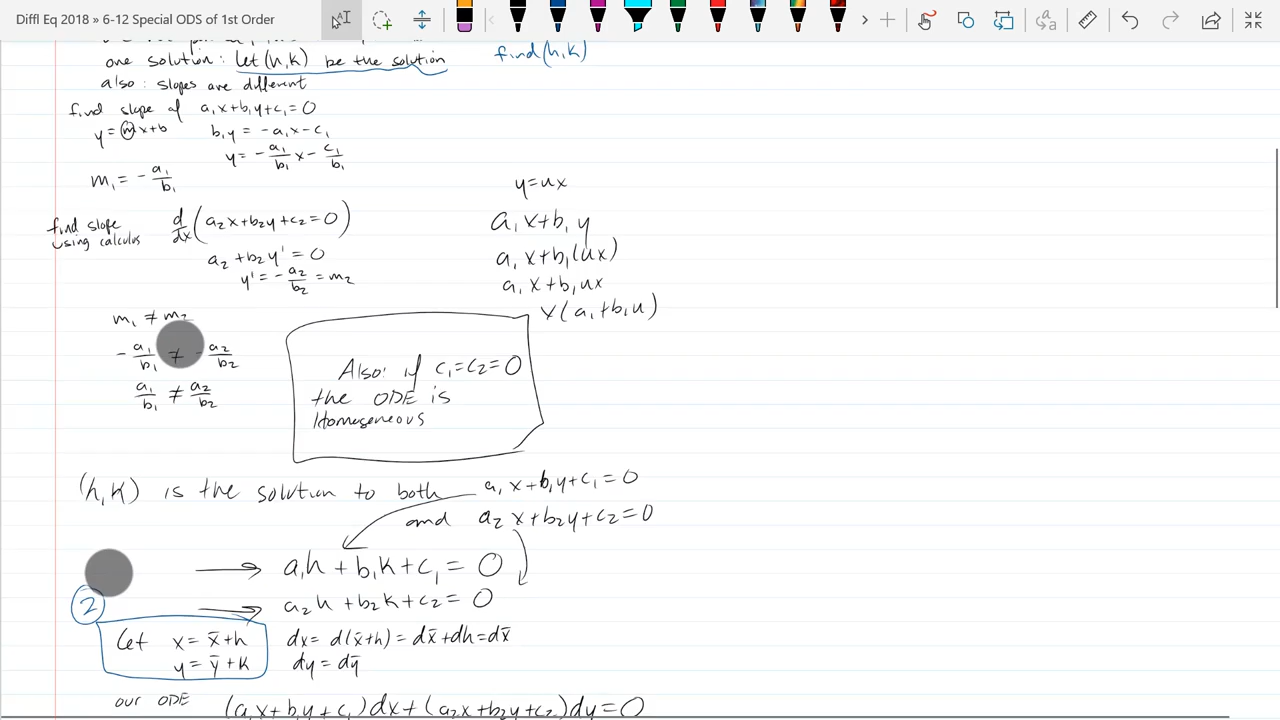 Diffl Eq 2018 » 6-12 Special ODS of 1st Order
one solution: let (h,k) be the solution
find (h,k)
also: slopes are different
find slope of a₁x+b₁y+c₁=0
y=mx+b b₁y = -a₁x-c₁
y= -a₁/b₁ x - c₁/b₁
m₁= -a₁/b₁
find slope using calculus d/dx (a₂x+b₂y+c₂=0)
a₂+b₂y'=0
y'= -a₂/b₂ = m₂
m₁ ≠ m₂
-a₁/b₁ ≠ -a₂/b₂
a₁/b₁ ≠ a₂/b₂
y=ux
a₁x+b₁y
a₁x+b₁(ux)
a₁x+b₁ux
x(a₁+b₁u)
Also: if c₁=c₂=0
the ODE is
Homogeneous
(h,k) is the solution to both a₁x+b₁y+c₁=0
and a₂x+b₂y+c₂=0
→ a₁h+b₁k+c₁=0
→ a₂h+b₂k+c₂=0
2
Let x=x̄+h dx= d(x̄+h)=dx̄+dh=dx̄
y=ȳ+k dy=dȳ
our ODE (a₁x+b₁y+c₁)dx+(a₂x+b₂y+c₂)dy=0